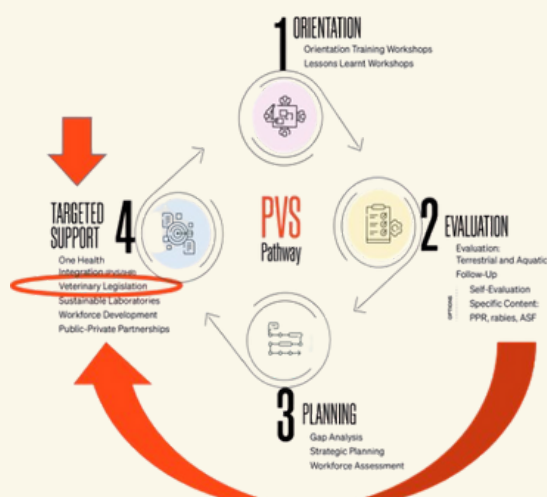 1 ORIENTATION
Orientation Training Workshops
Lessons Learnt Workshops
PVS
Pathway
2 EVALUATION
Evaluation:
Terrestrial and Aquatic
Follow-Up
OPTIONS
Self-Evaluation
Specific Content:
PPR, rabies, ASF
3 PLANNING
Gap Analysis
Strategic Planning
Workforce Assessment
TARGETED
SUPPORT 4
One Health
Integration
Veterinary Legislation
Sustainable Laboratories
Workforce Development
Public-Private Partnerships